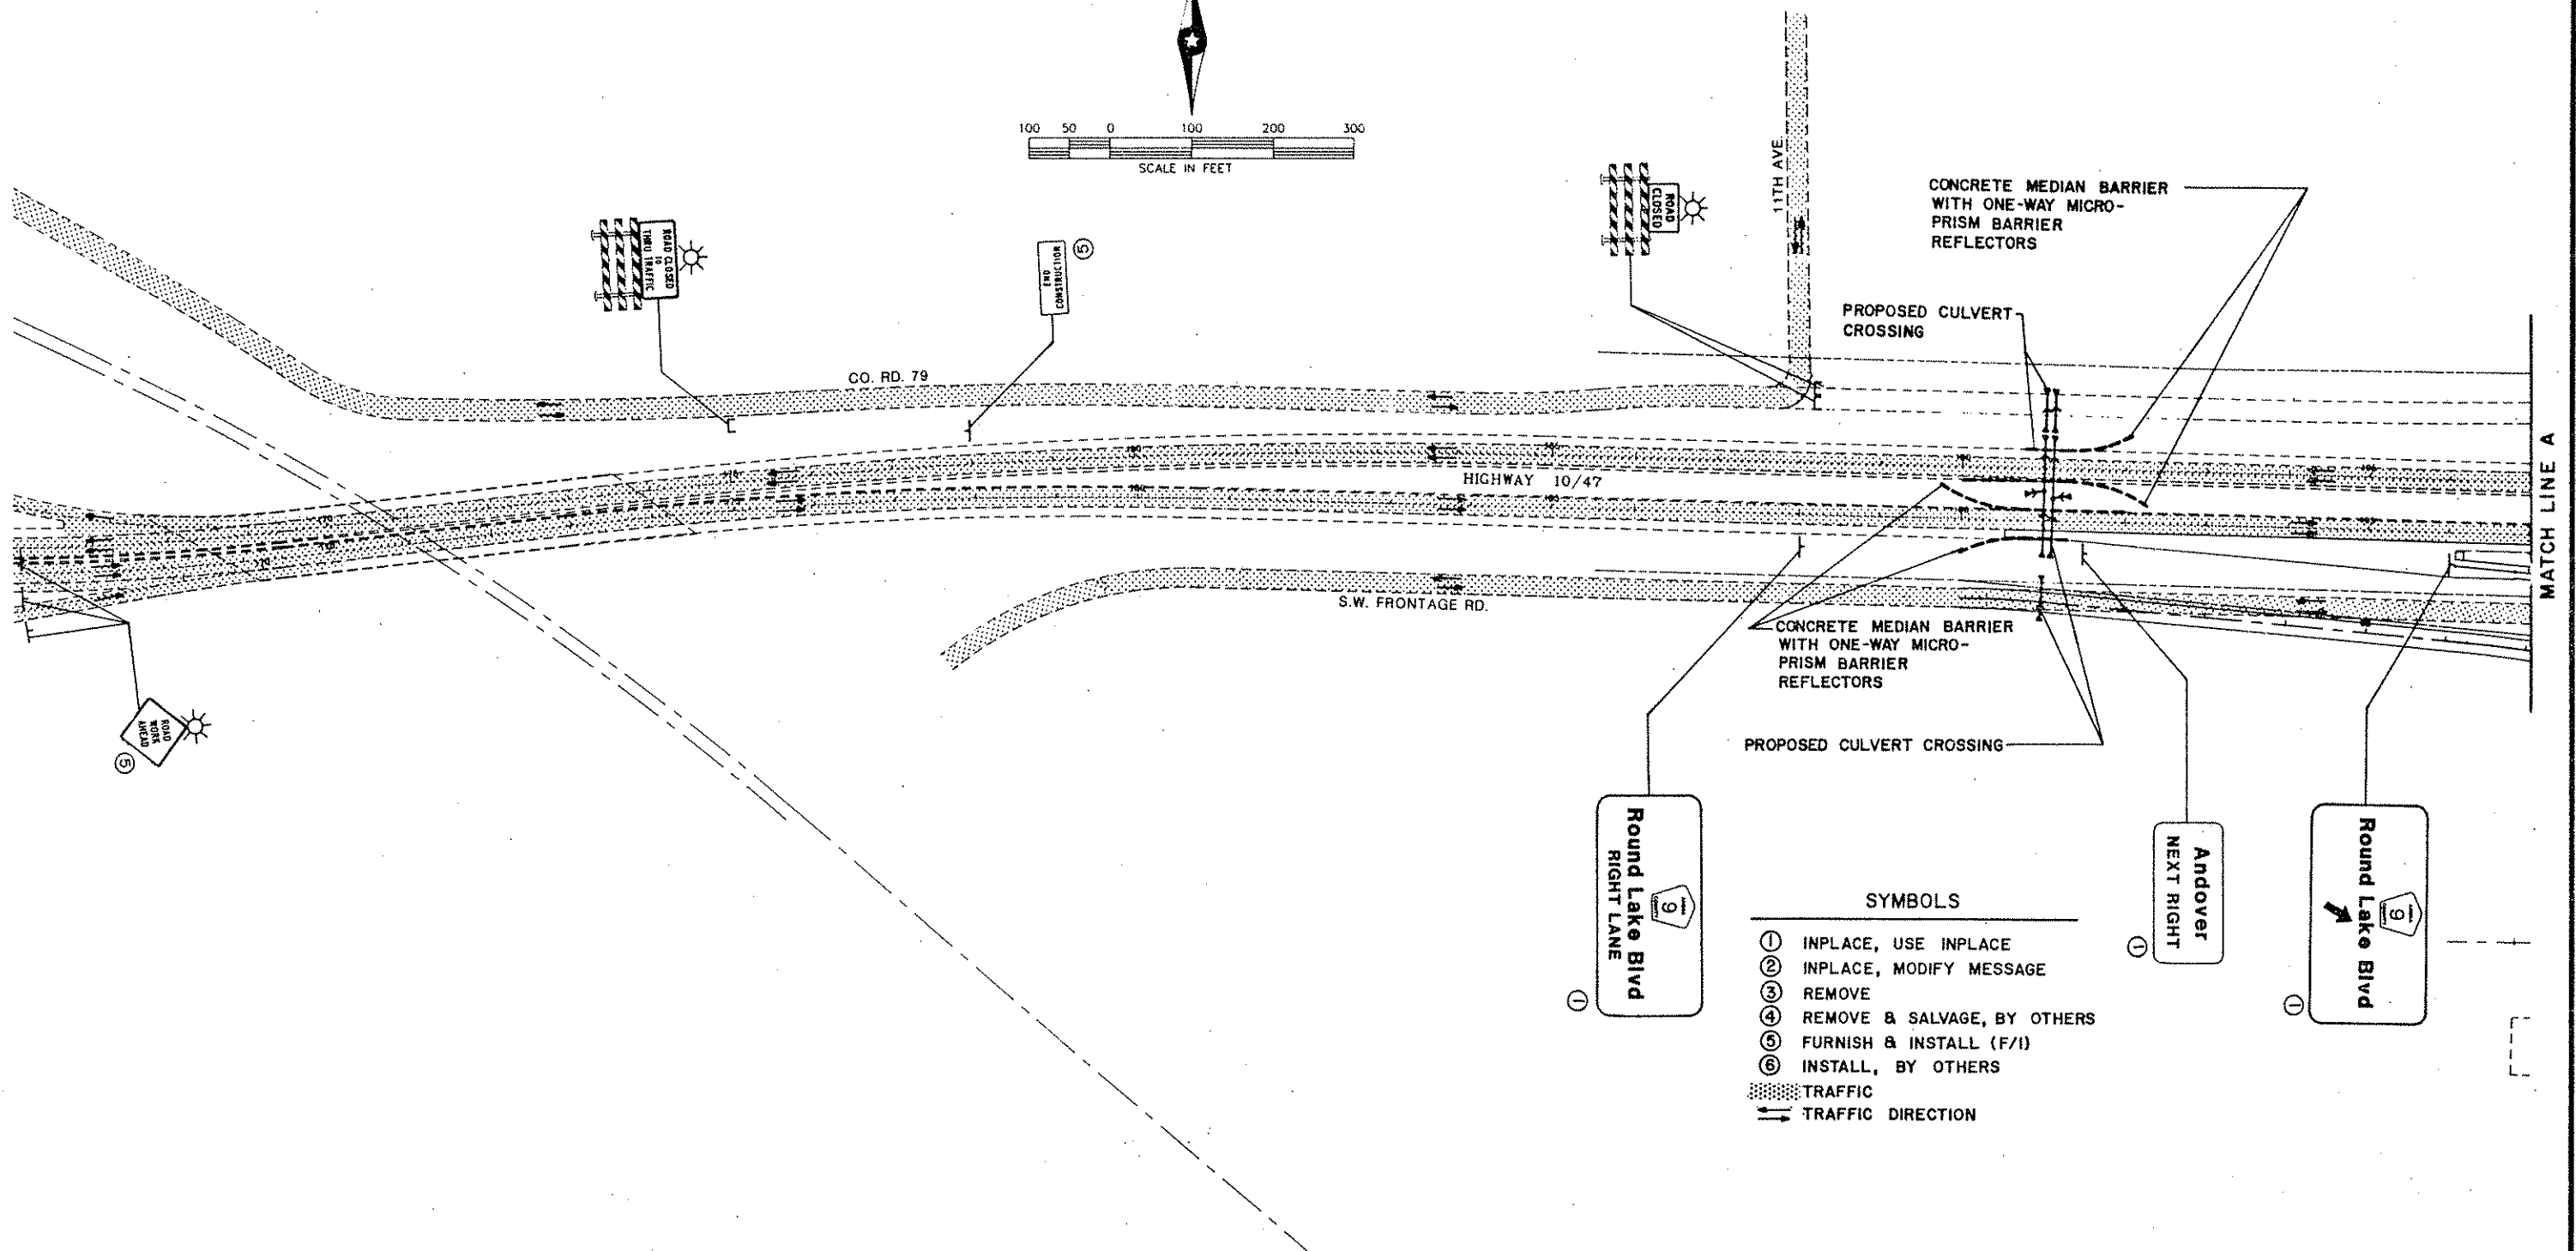 100 50 0 100 200 300
SCALE IN FEET
11TH AVE.
ROAD
CLOSED
CONCRETE MEDIAN BARRIER
WITH ONE-WAY MICRO-
PRISM BARRIER
REFLECTORS
ROAD CLOSED
TO
THRU TRAFFIC
END
CONSTRUCTION
5
PROPOSED CULVERT
CROSSING
CO. RD. 79
HIGHWAY 10/47
MATCH LINE A
S.W. FRONTAGE RD.
CONCRETE MEDIAN BARRIER
WITH ONE-WAY MICRO-
PRISM BARRIER
REFLECTORS
ROAD
WORK
AHEAD
5
PROPOSED CULVERT CROSSING
9
Round Lake Blvd
RIGHT LANE
1
Andover
NEXT RIGHT
1
9
Round Lake Blvd
1
SYMBOLS
1 INPLACE, USE INPLACE
2 INPLACE, MODIFY MESSAGE
3 REMOVE
4 REMOVE & SALVAGE, BY OTHERS
5 FURNISH & INSTALL (F/I)
6 INSTALL, BY OTHERS
TRAFFIC
TRAFFIC DIRECTION